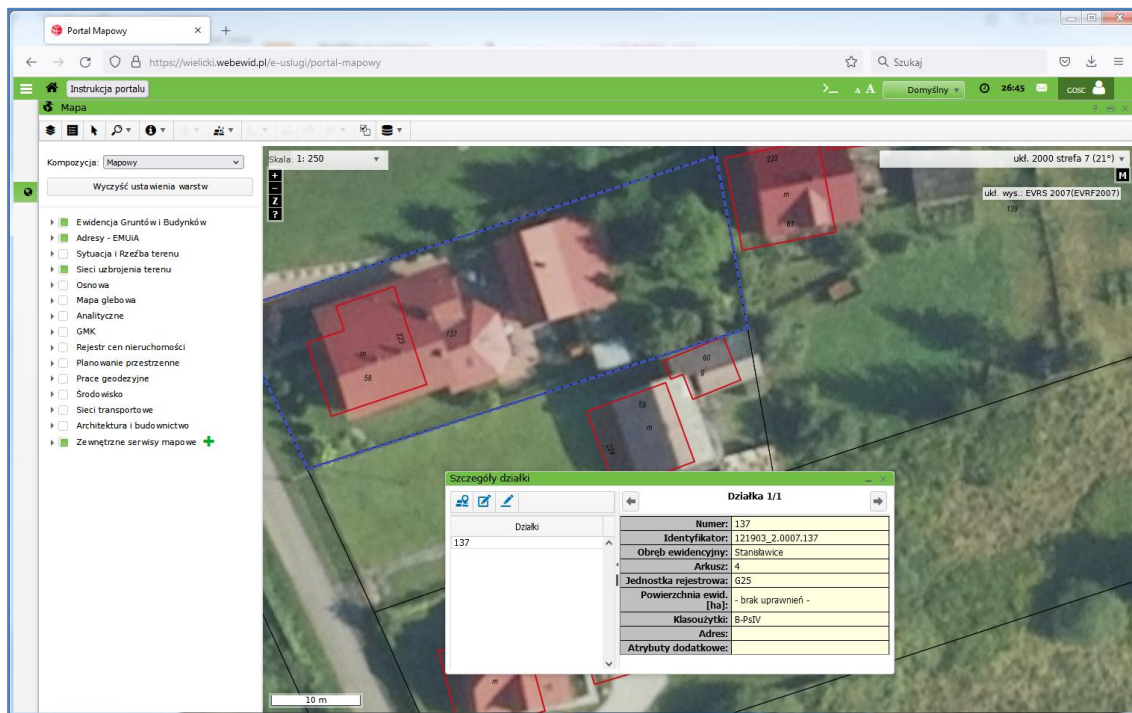 Portal Mapowy
https://wielicki.webewid.pl/e-uslugi/portal-mapowy
Szukaj
Instrukcja portalu
A A
Domyślny
26:45
GOSC
Mapa
Kompozycja: Mapowy
Wyczyść ustawienia warstw
Ewidencja Gruntów i Budynków
Adresy - EMUiA
Sytuacja i Rzeźba terenu
Sieci uzbrojenia terenu
Osnowa
Mapa glebowa
Analityczne
GMK
Rejestr cen nieruchomości
Planowanie przestrzenne
Prace geodezyjne
Środowisko
Sieci transportowe
Architektura i budownictwo
Zewnętrzne serwisy mapowe
Skala: 1: 250
Z
?
ukł. 2000 strefa 7 (21°)
M
ukł. wys.: EVRS 2007(EVRF2007)
222
m
61
139
137
223
m
58
60
g
59
m
224
m
10 m
Szczegóły działki
Działki
137
Działka 1/1
Numer: 137
Identyfikator: 121903_2.0007.137
Obręb ewidencyjny: Stanisławice
Arkusz: 4
Jednostka rejestrowa: G25
Powierzchnia ewid. [ha]: - brak uprawnień -
Klasoużytki: B-PsIV
Adres:
Atrybuty dodatkowe: